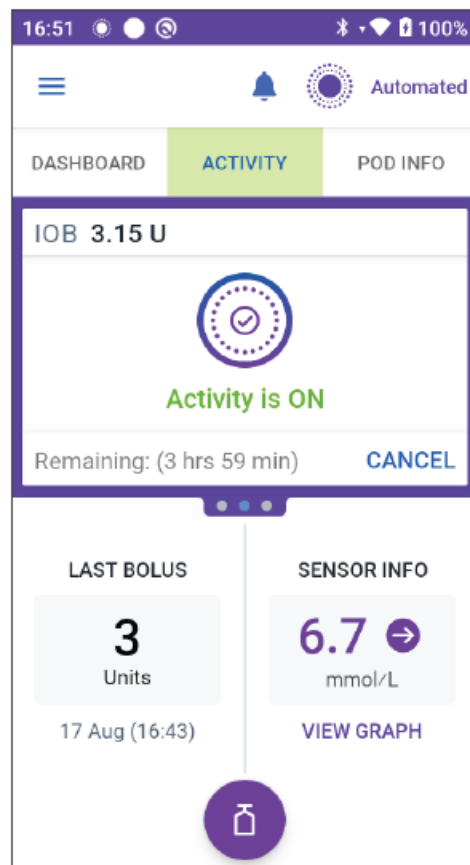 16:51 100%
Automated
DASHBOARD ACTIVITY POD INFO
IOB 3.15 U
Activity is ON
Remaining: (3 hrs 59 min) CANCEL
LAST BOLUS SENSOR INFO
3 6.7
Units mmol/L
17 Aug (16:43) VIEW GRAPH